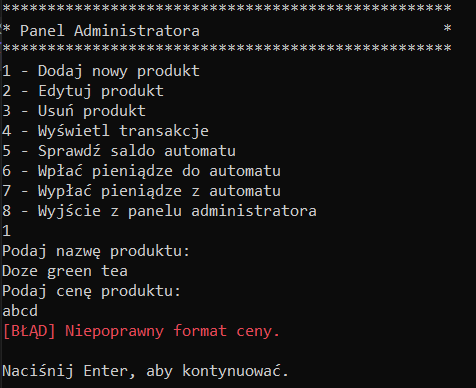 **************************************************
* Panel Administratora                           *
**************************************************
1 - Dodaj nowy produkt
2 - Edytuj produkt
3 - Usuń produkt
4 - Wyświetl transakcje
5 - Sprawdź saldo automatu
6 - Wpłać pieniądze do automatu
7 - Wypłać pieniądze z automatu
8 - Wyjście z panelu administratora
1
Podaj nazwę produktu:
Doze green tea
Podaj cenę produktu:
abcd
[BŁĄD] Niepoprawny format ceny.
Naciśnij Enter, aby kontynuować.